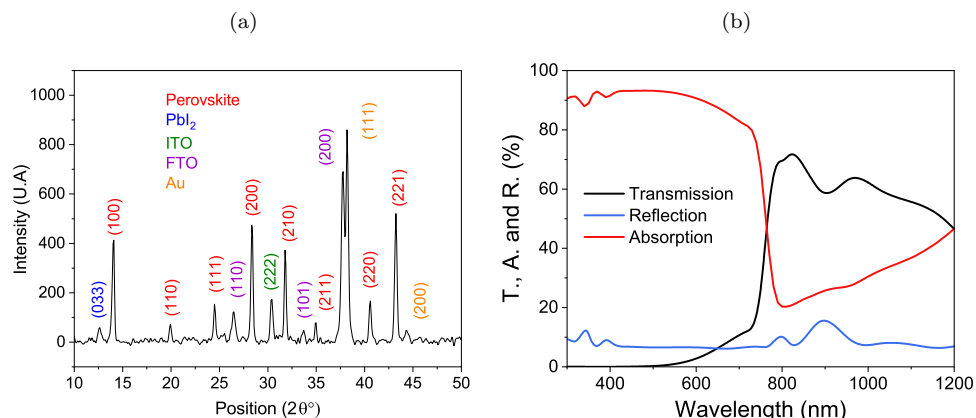 (a)
(b)
Intensity (U.A)
1000
800
600
400
200
0
Perovskite
PbI₂
ITO
FTO
Au
(033)
(100)
(110)
(111)
(110)
(200)
(222)
(210)
(101)
(211)
(200)
(111)
(220)
(221)
(200)
10 15 20 25 30 35 40 45 50
Position (2θ°)
T., A. and R. (%)
100
80
60
40
20
0
Transmission
Reflection
Absorption
400 600 800 1000 1200
Wavelength (nm)